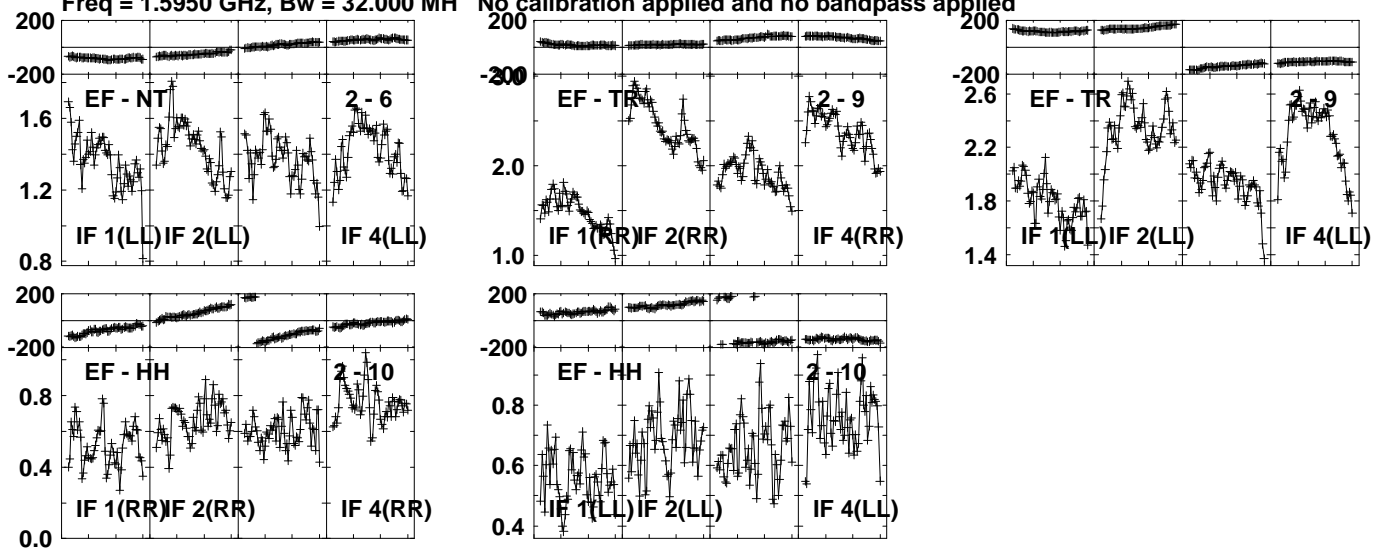 Freq = 1.5950 GHz, Bw = 32.000 MH No calibration applied and no bandpass applied
200
-200
EF - NT 2 - 6
1.6
1.2
0.8
IF 1(LL) IF 2(LL) IF 4(LL)
200
-200
3.0
EF - TR 2 - 9
2.0
1.0
IF 1(RR) IF 2(RR) IF 4(RR)
200
-200
EF - TR 2 - 9
2.6
2.2
1.8
1.4
IF 1(LL) IF 2(LL) IF 4(LL)
200
-200
EF - HH 2 - 10
0.8
0.4
0.0
IF 1(RR) IF 2(RR) IF 4(RR)
200
-200
EF - HH 2 - 10
0.8
0.6
0.4
IF 1(LL) IF 2(LL) IF 4(LL)